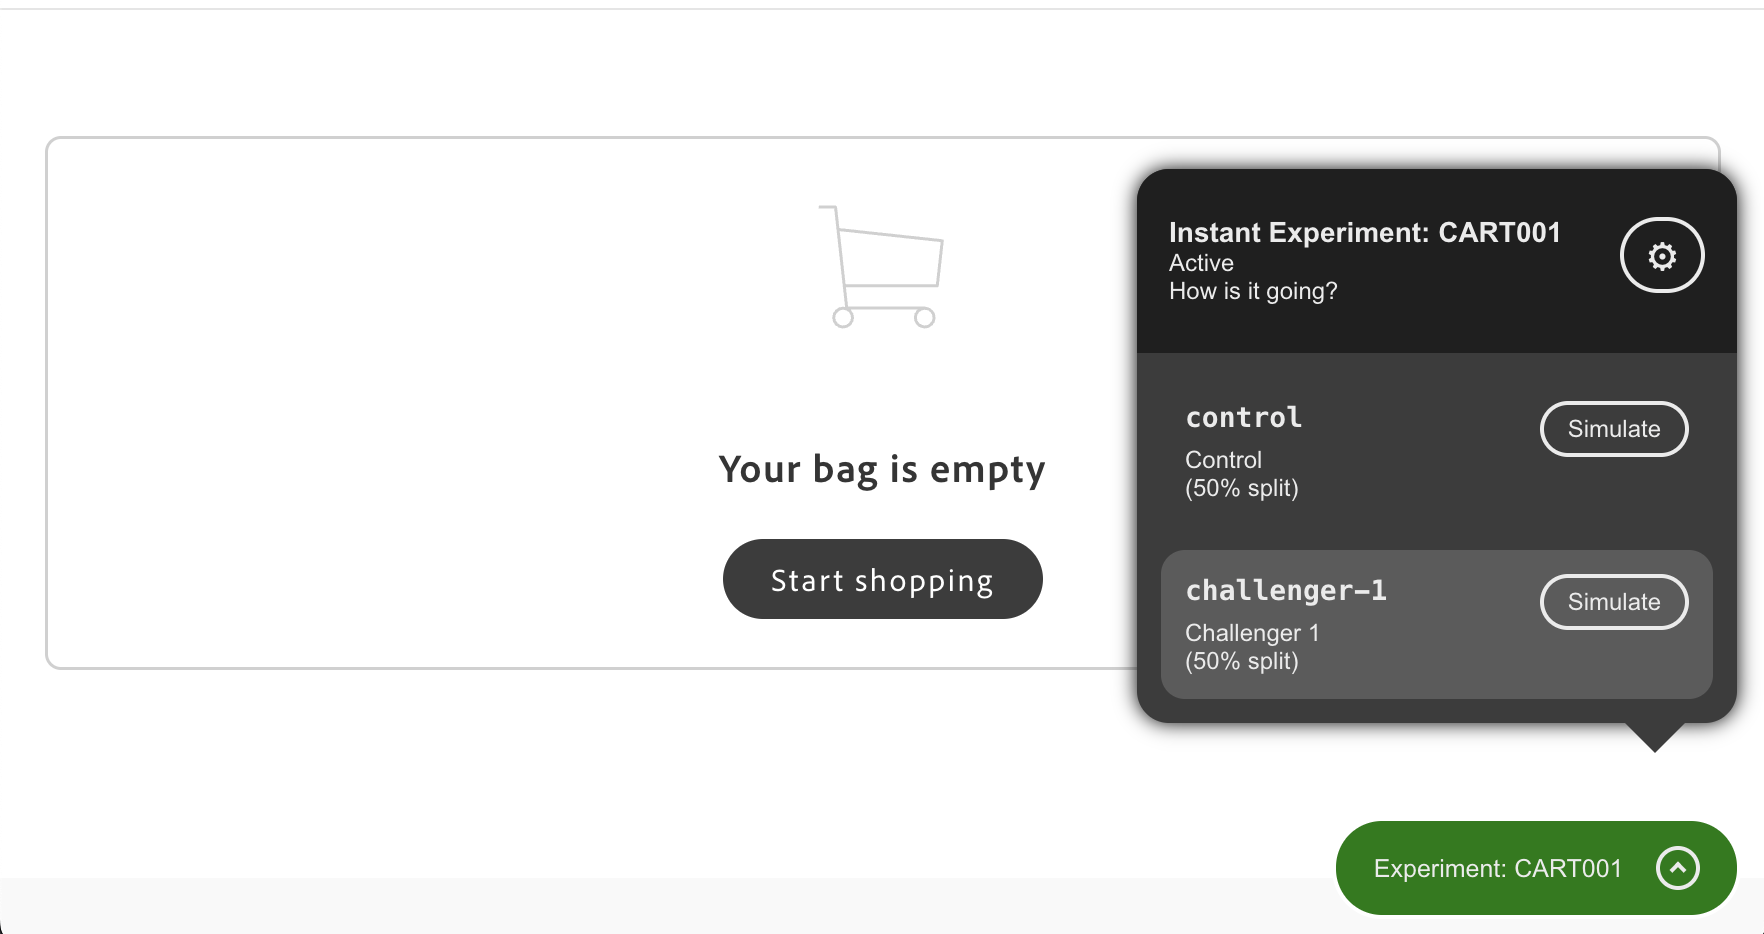 Your bag is empty
Start shopping
Instant Experiment: CART001
Active
How is it going?
control
Simulate
Control
(50% split)
challenger-1
Simulate
Challenger 1
(50% split)
Experiment: CART001